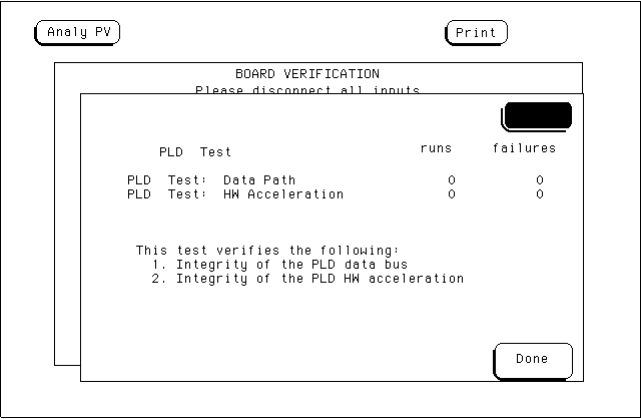 Analy PV
Print
BOARD VERIFICATION
Please disconnect all inputs
PLD Test runs failures
PLD Test: Data Path 0 0
PLD Test: HW Acceleration 0 0
This test verifies the following:
1. Integrity of the PLD data bus
2. Integrity of the PLD HW acceleration
Done